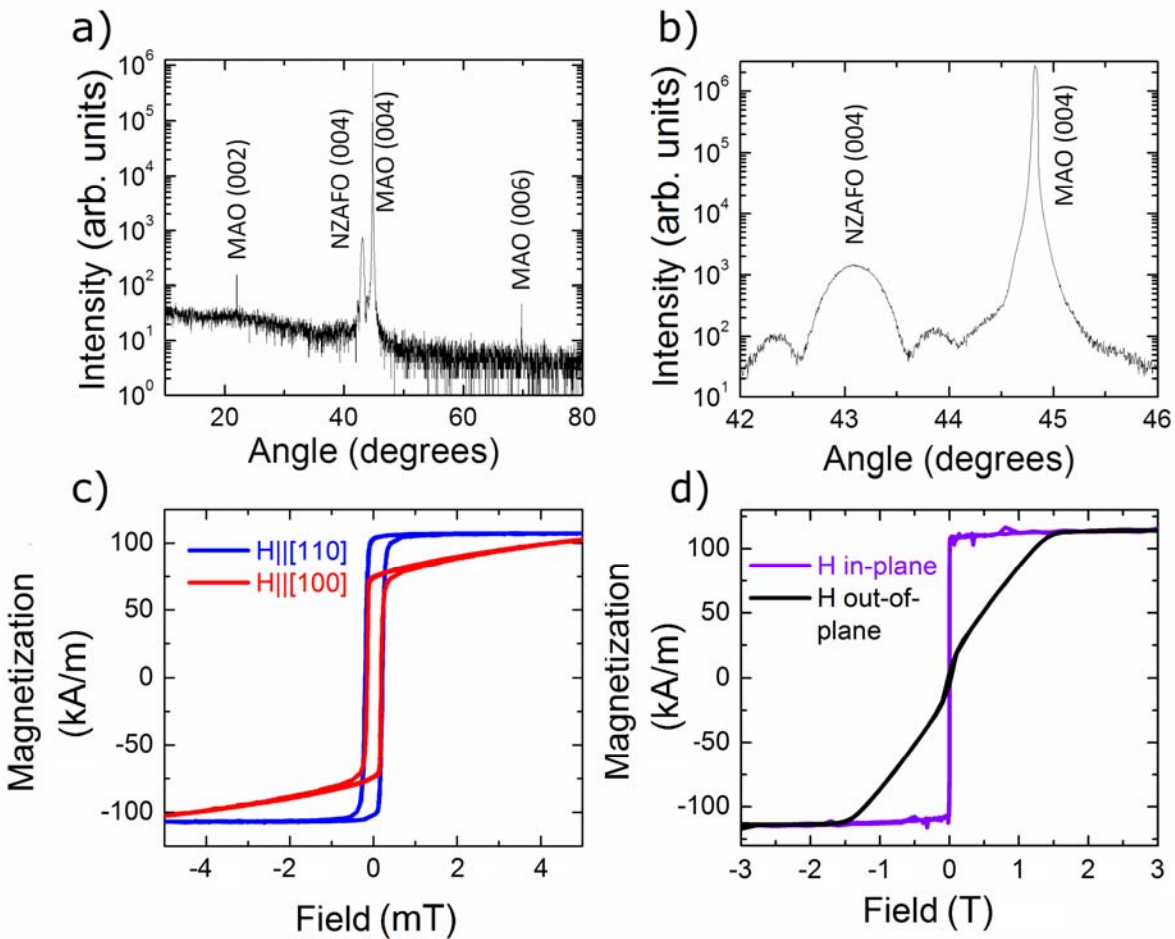 a)
Intensity (arb. units)
10^6
10^5
10^4
10^3
10^2
10^1
10^0
MAO (002)
NZAFO (004)
MAO (004)
MAO (006)
20 40 60 80
Angle (degrees)
b)
Intensity (arb. units)
10^6
10^5
10^4
10^3
10^2
10^1
NZAFO (004)
MAO (004)
42 43 44 45 46
Angle (degrees)
c)
Magnetization
(kA/m)
100
50
0
-50
-100
H||[110]
H||[100]
-4 -2 0 2 4
Field (mT)
d)
Magnetization
(kA/m)
100
50
0
-50
-100
H in-plane
H out-of-
plane
-3 -2 -1 0 1 2 3
Field (T)